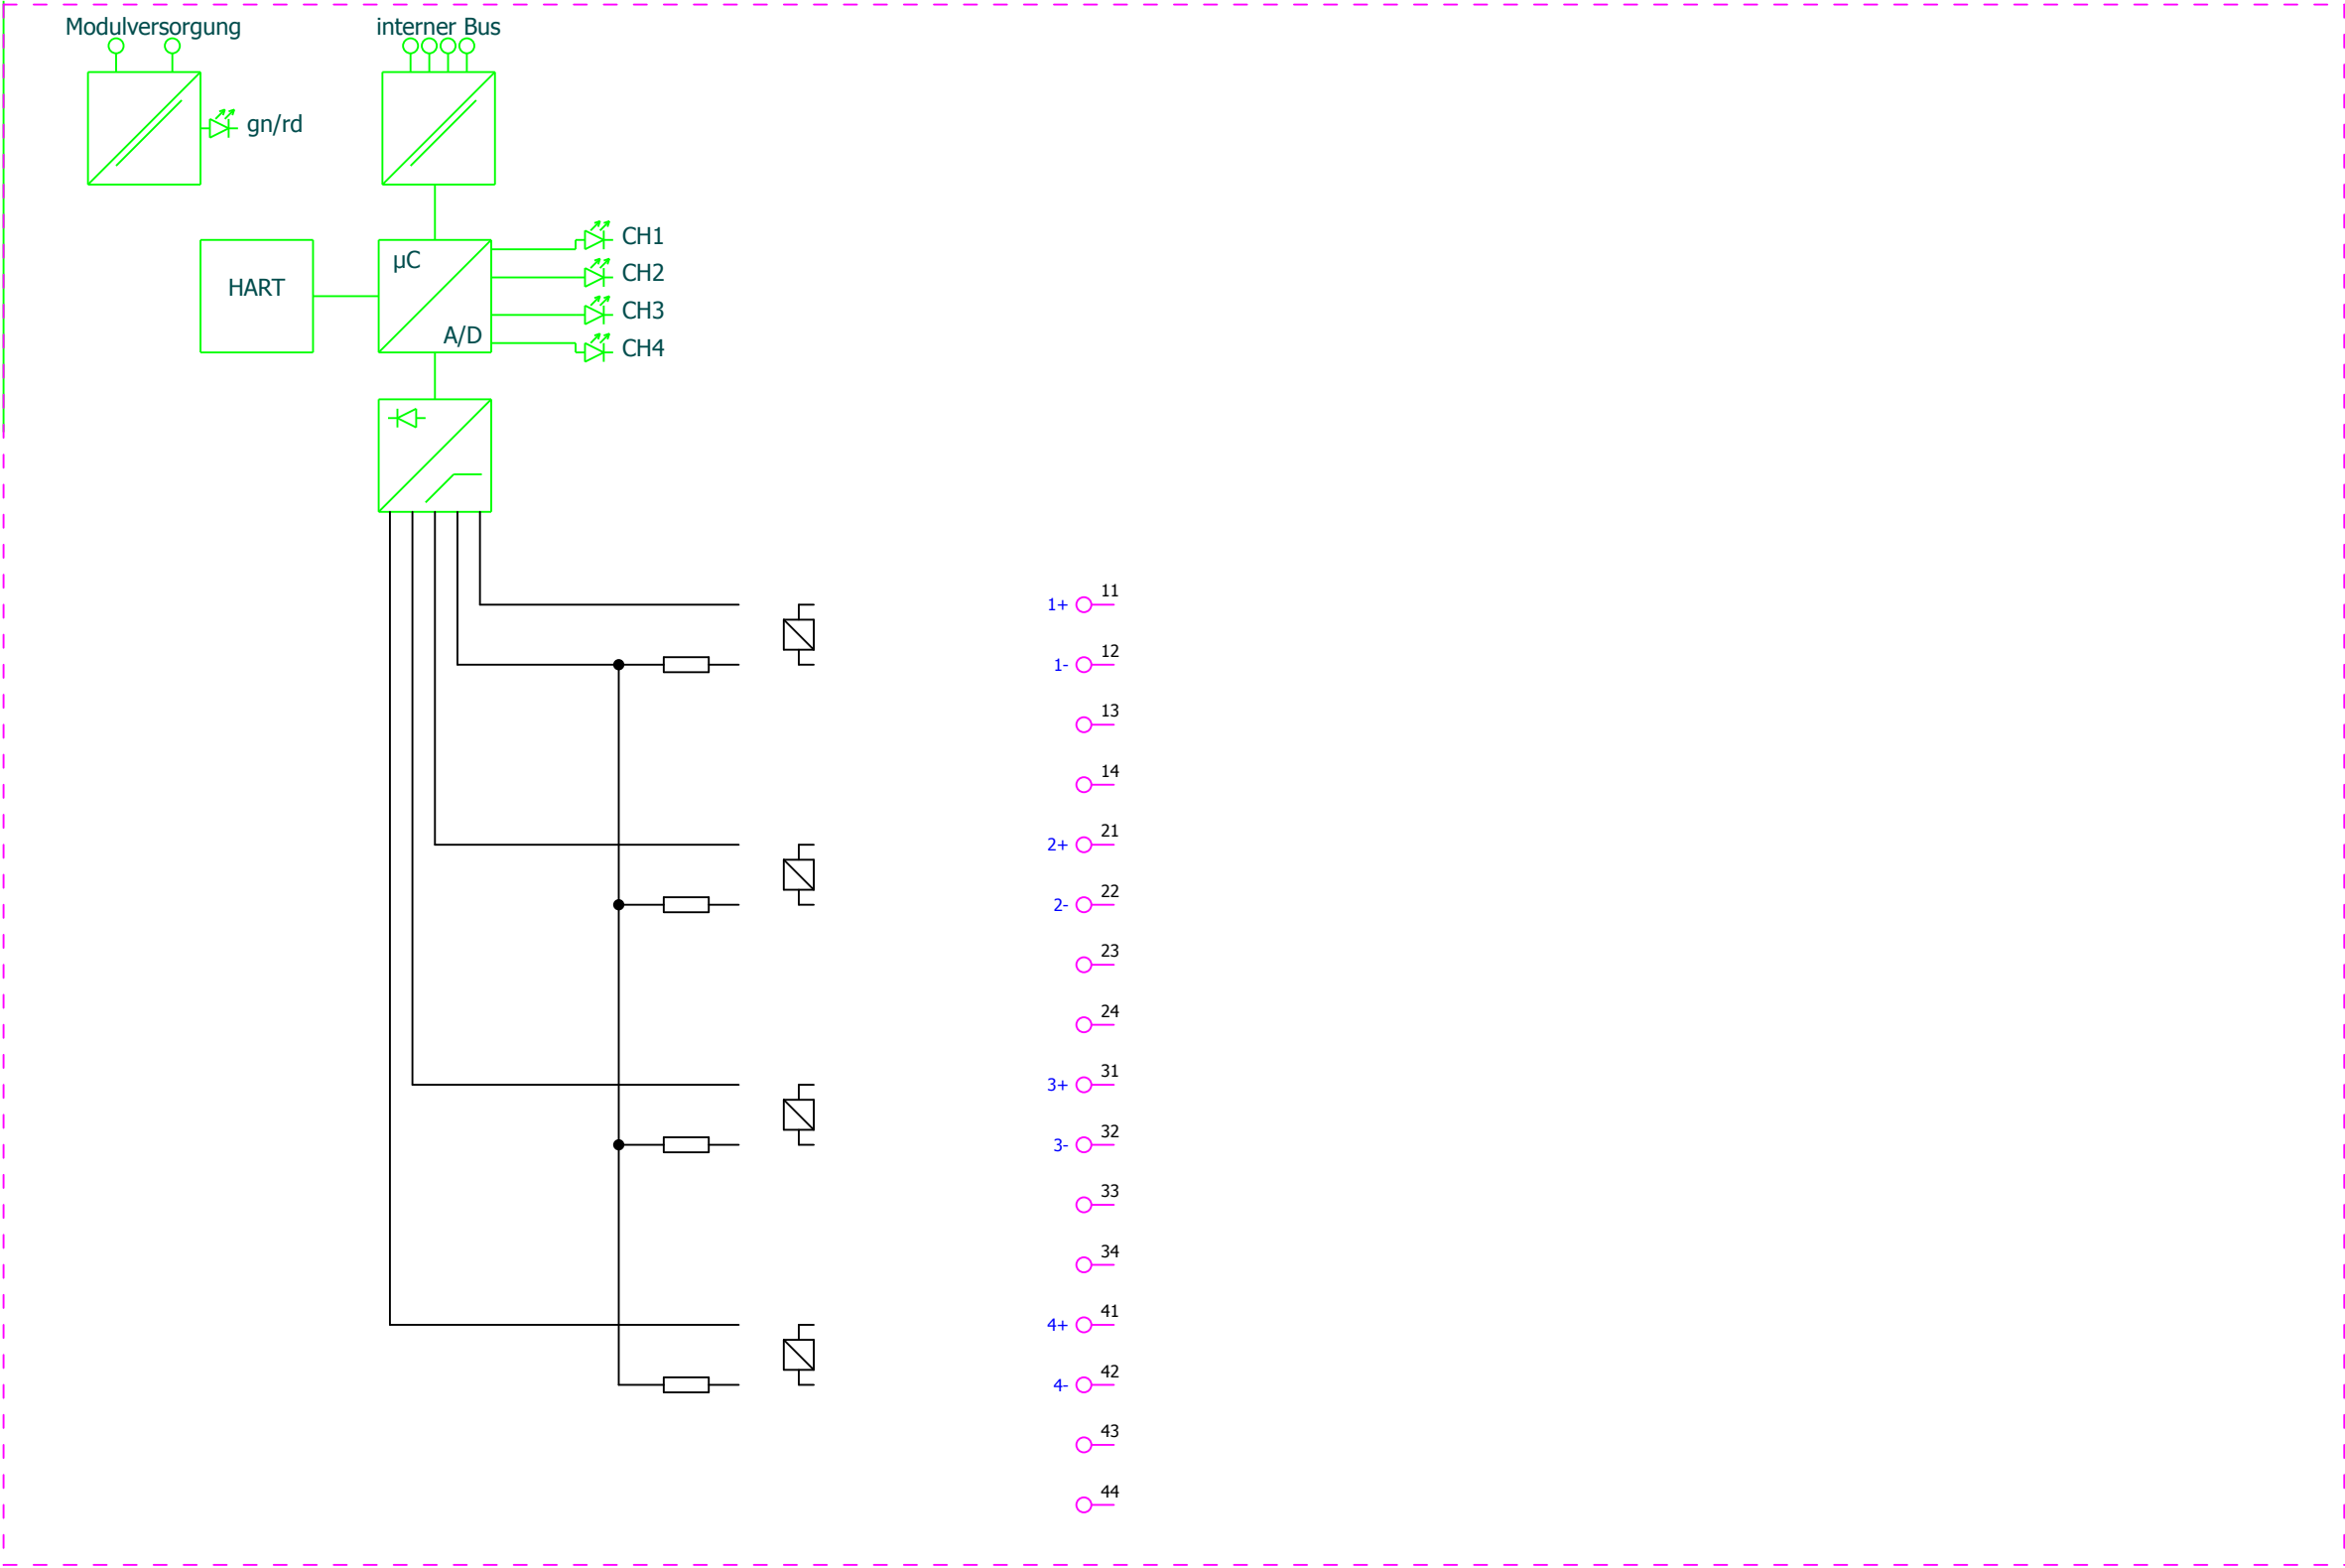 Modulversorgung
interner Bus
gn/rd
CH1
µC
CH2
HART
CH3
A/D
CH4
11
1+
12
1-
13
14
21
2+
22
2-
23
24
31
3+
32
3-
33
34
41
4+
42
4-
43
44